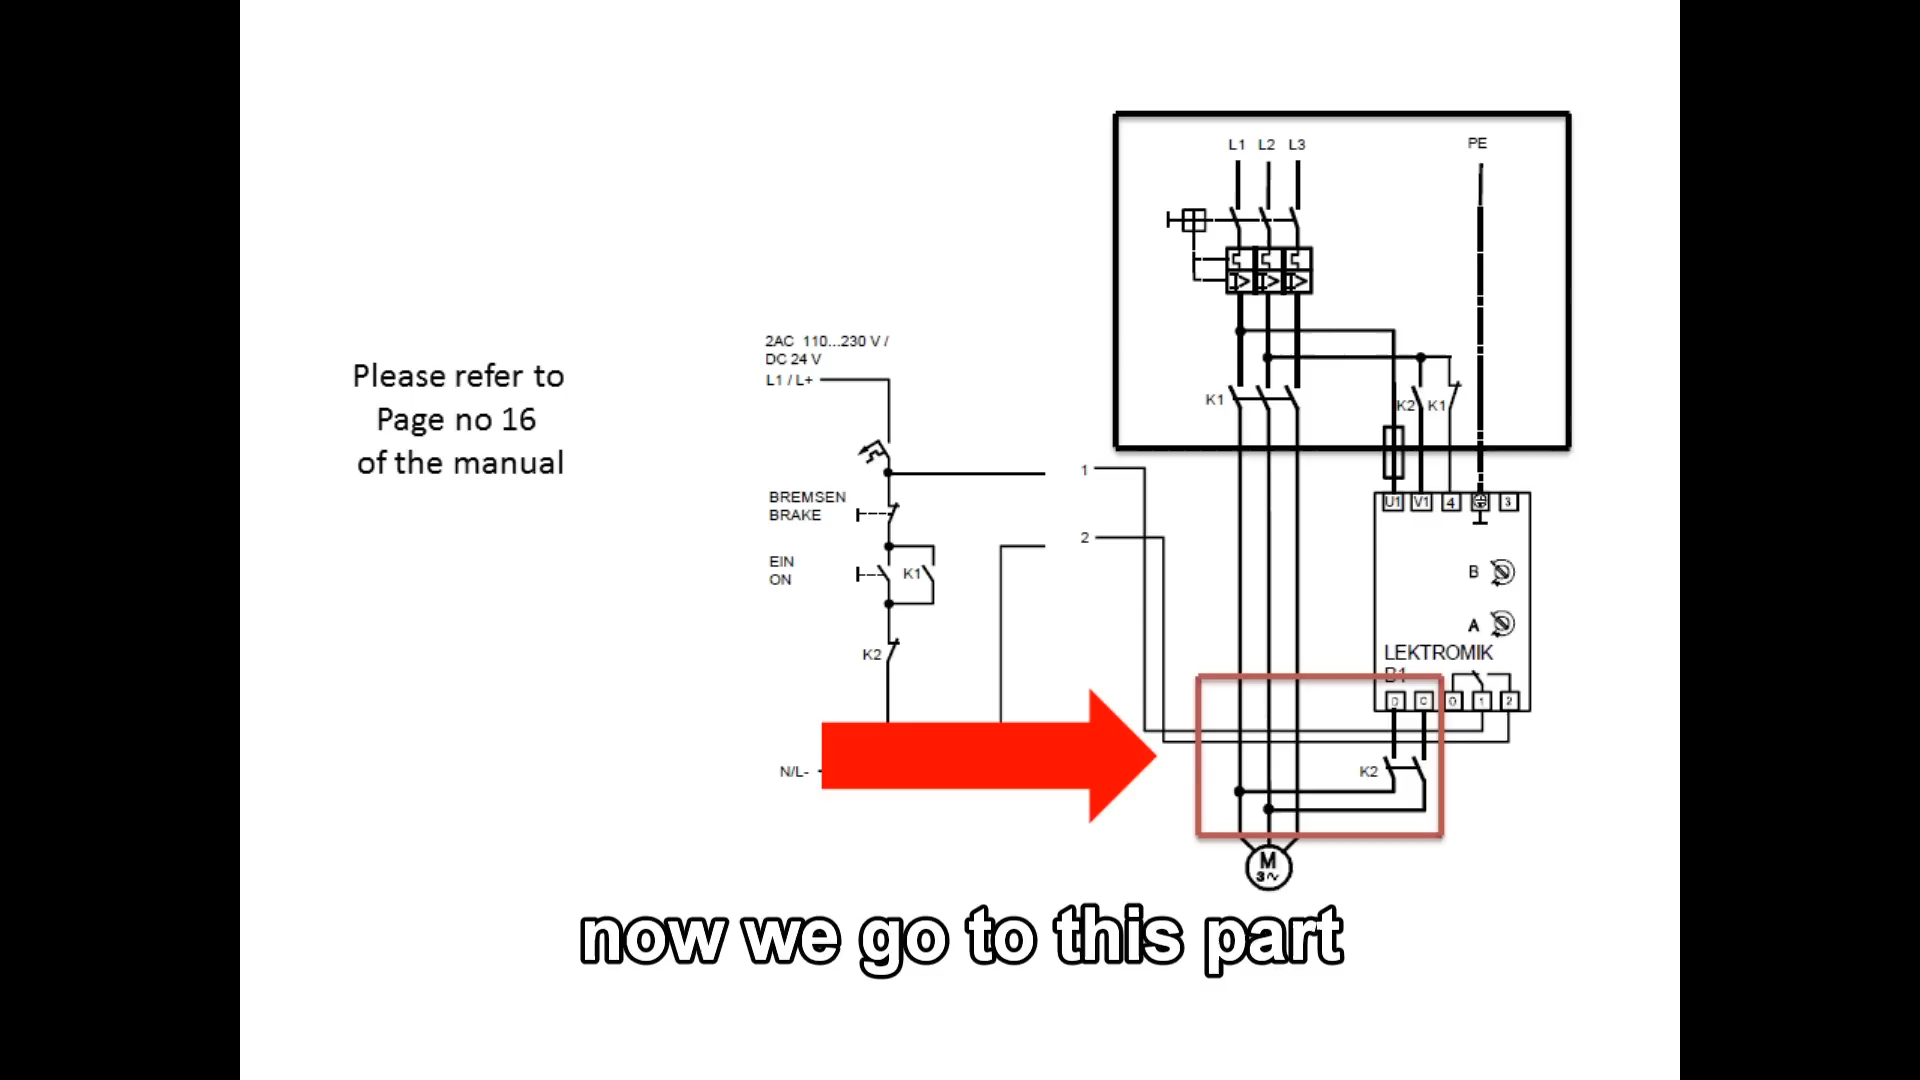 L1 L2 L3 PE
2AC 110...230 V /
DC 24 V
L1 / L+
Please refer to
Page no 16
of the manual
K1
K2 K1
1
BREMSEN
BRAKE
U1 V1 4 3
2
EIN
ON
K1
B
A
K2
LEKTROMIK
B1
D C 0 1 2
N/L-
K2
M
3~
now we go to this part